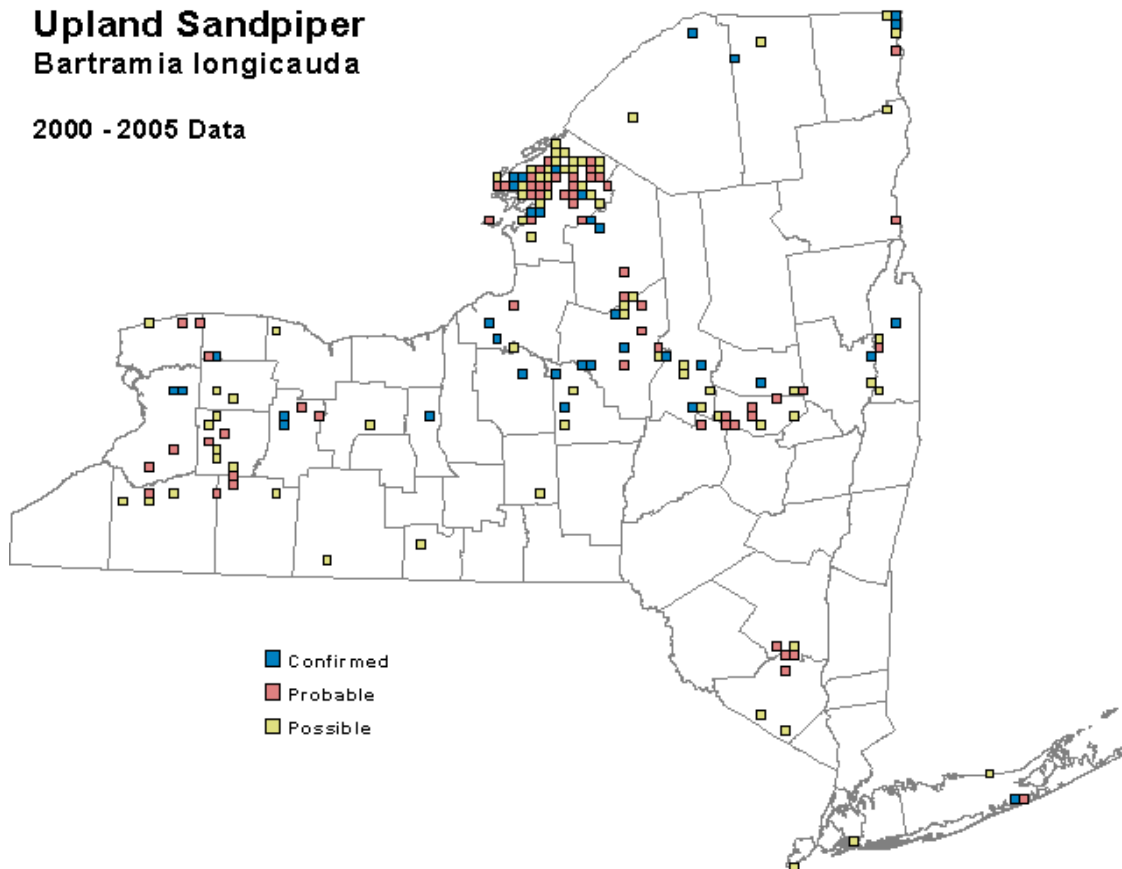 Upland Sandpiper
Bartramia longicauda
2000 - 2005 Data
Confirmed
Probable
Possible